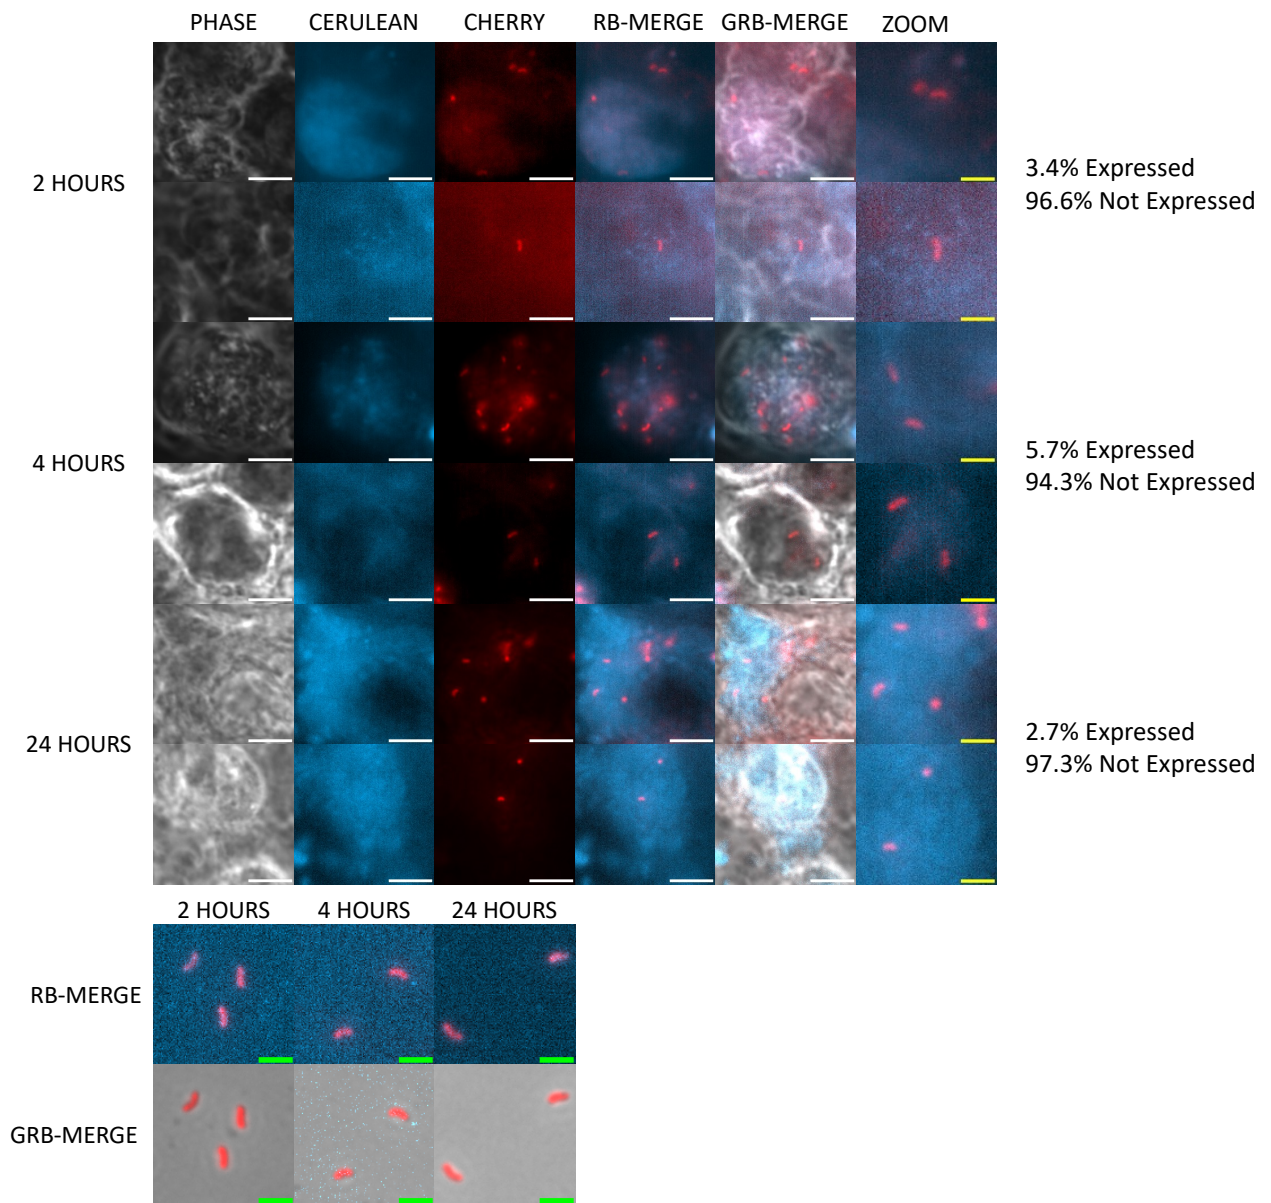 PHASE CERULEAN CHERRY RB-MERGE GRB-MERGE ZOOM
2 HOURS
3.4% Expressed
96.6% Not Expressed
4 HOURS
5.7% Expressed
94.3% Not Expressed
24 HOURS
2.7% Expressed
97.3% Not Expressed
2 HOURS 4 HOURS 24 HOURS
RB-MERGE
GRB-MERGE